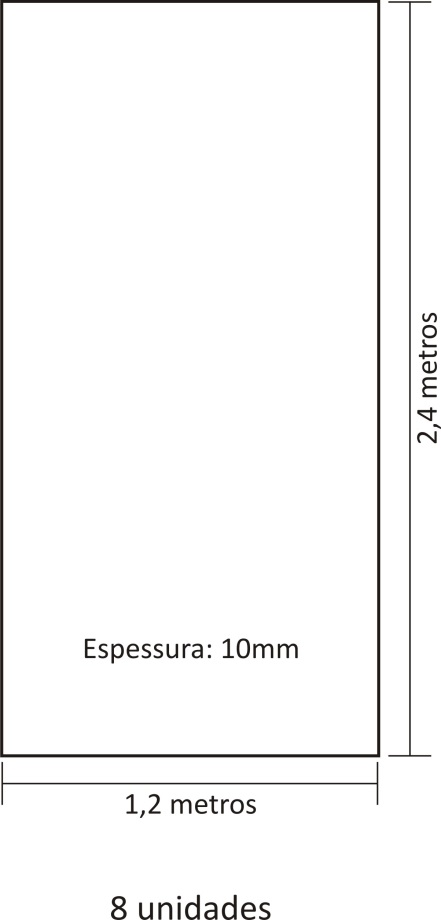 2,4 metros
Espessura: 10mm
1,2 metros
8 unidades